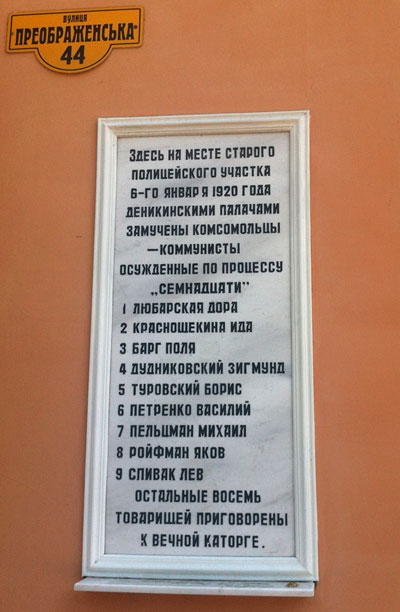 вулиця
ПРЕОБРАЖЕНСЬКА
44
ЗДЕСЬ НА МЕСТЕ СТАРОГО
ПОЛИЦЕЙСКОГО УЧАСТКА
6-ГО ЯНВАРЯ 1920 ГОДА
ДЕНИКИНСКИМИ ПАЛАЧАМИ
ЗАМУЧЕНЫ КОМСОМОЛЬЦЫ
—КОММУНИСТЫ
ОСУЖДЕННЫЕ ПО ПРОЦЕССУ
„СЕМНАДЦАТИ"
1 ЛЮБАРСКАЯ ДОРА
2 КРАСНОЩЕКИНА ИДА
3 БАРГ ПОЛЯ
4 ДУДНИКОВСКИЙ ЗИГМУНД
5 ТУРОВСКИЙ БОРИС
6 ПЕТРЕНКО ВАСИЛИЙ
7 ПЕЛЬЦМАН МИХАИЛ
8 РОЙФМАН ЯКОВ
9 СПИВАК ЛЕВ
ОСТАЛЬНЫЕ ВОСЕМЬ
ТОВАРИЩЕЙ ПРИГОВОРЕНЫ
К ВЕЧНОЙ КАТОРГЕ.